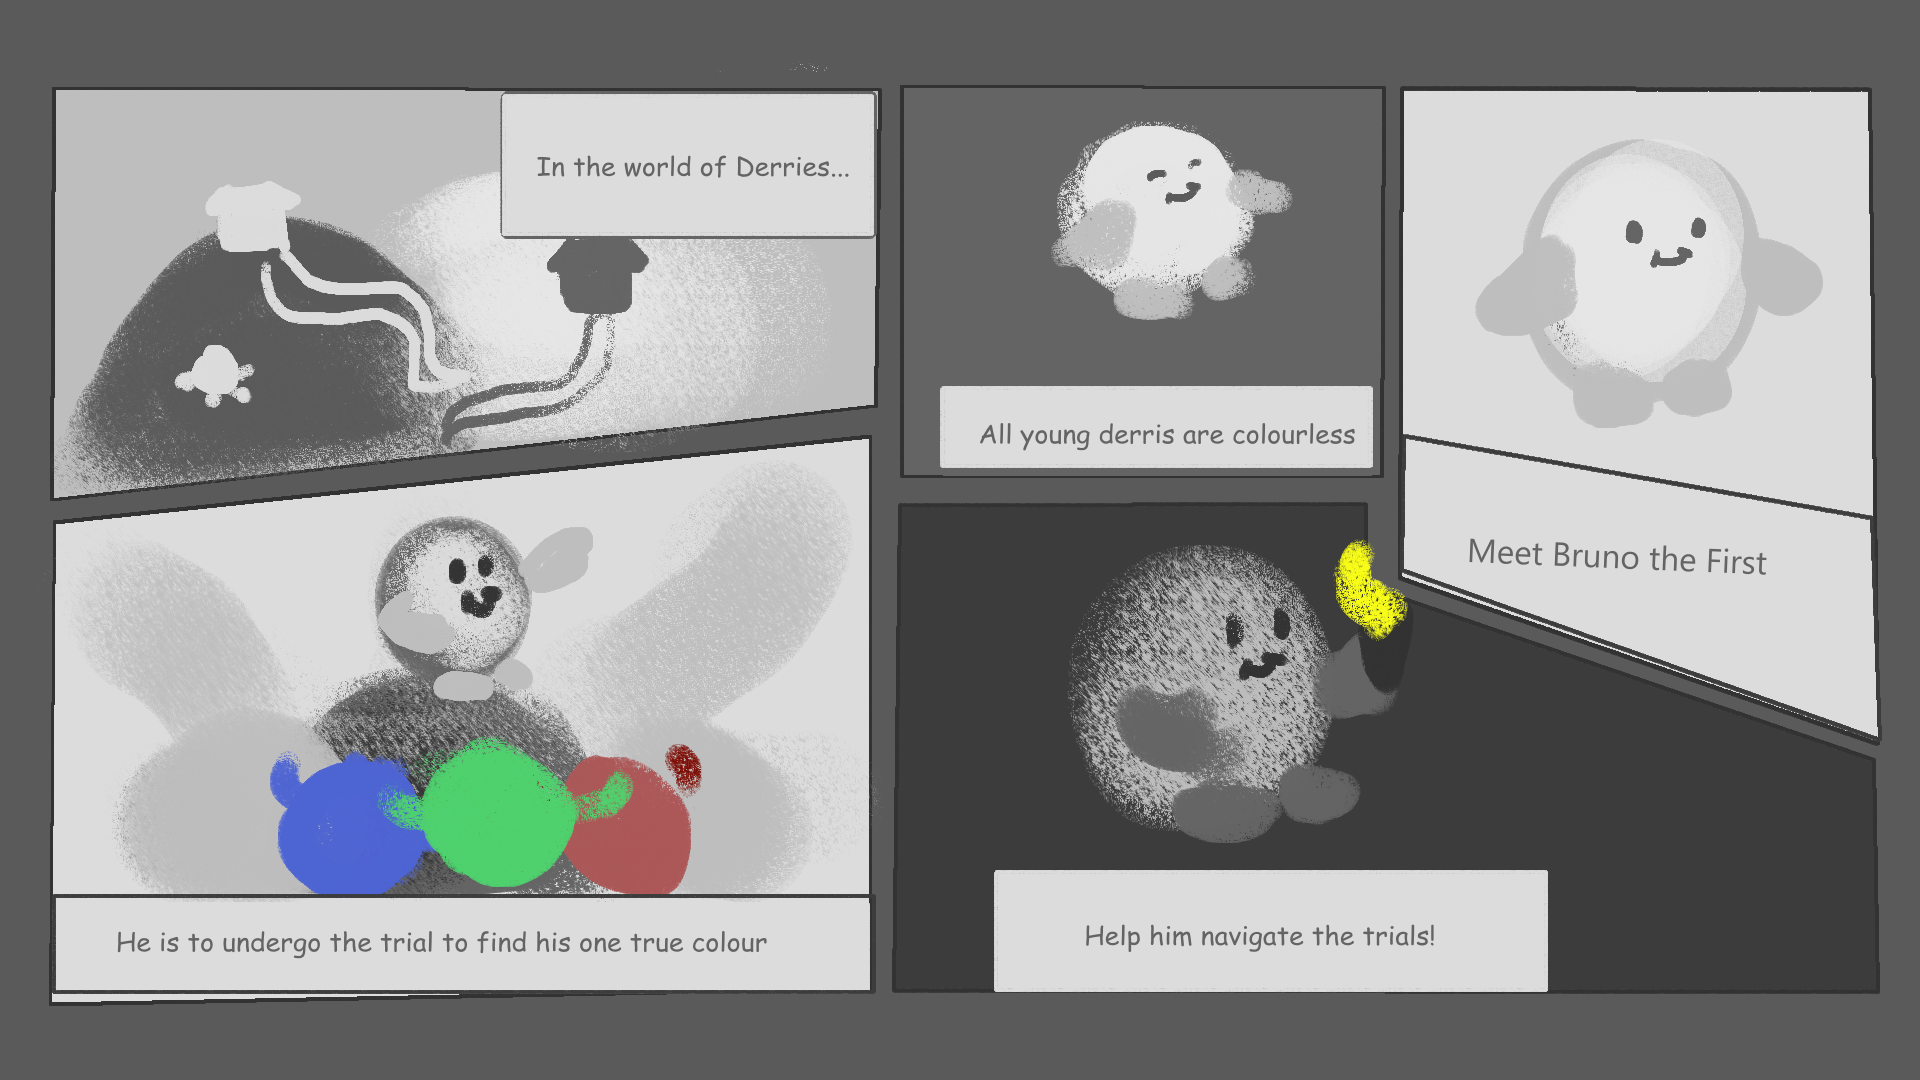 In the world of Derries...
All young derris are colourless
Meet Bruno the First
He is to undergo the trial to find his one true colour
Help him navigate the trials!